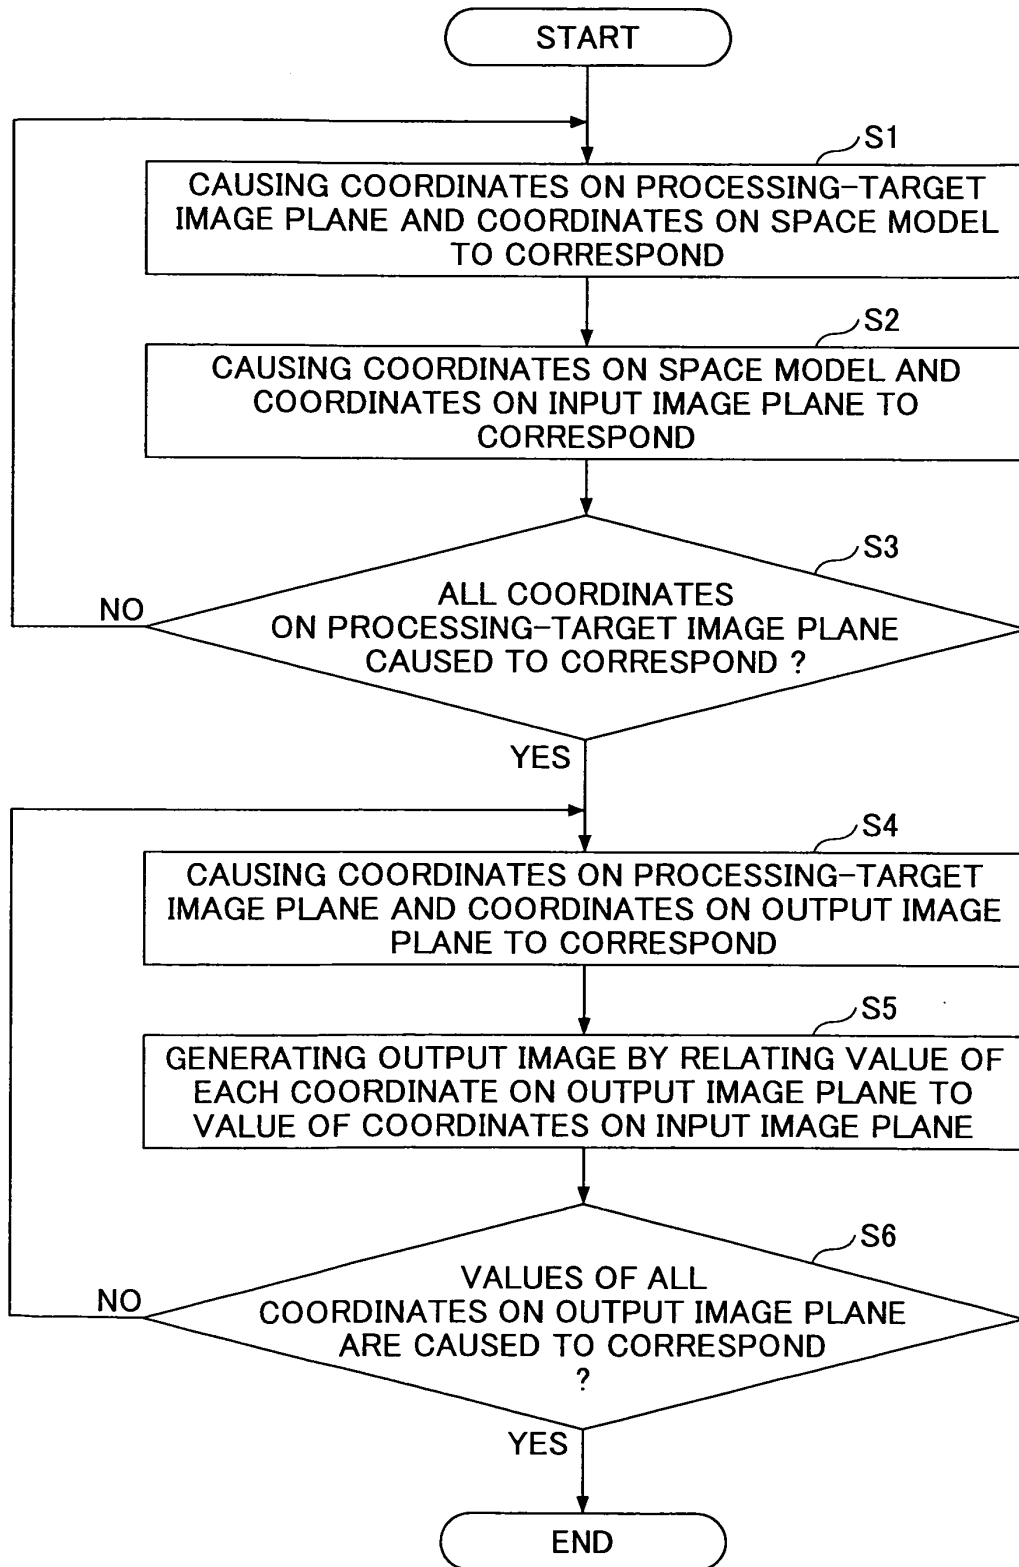 START
S1
CAUSING COORDINATES ON PROCESSING-TARGET
IMAGE PLANE AND COORDINATES ON SPACE MODEL
TO CORRESPOND
S2
CAUSING COORDINATES ON SPACE MODEL AND
COORDINATES ON INPUT IMAGE PLANE TO
CORRESPOND
S3
ALL COORDINATES
ON PROCESSING-TARGET IMAGE PLANE
CAUSED TO CORRESPOND ?
NO
YES
S4
CAUSING COORDINATES ON PROCESSING-TARGET
IMAGE PLANE AND COORDINATES ON OUTPUT IMAGE
PLANE TO CORRESPOND
S5
GENERATING OUTPUT IMAGE BY RELATING VALUE OF
EACH COORDINATE ON OUTPUT IMAGE PLANE TO
VALUE OF COORDINATES ON INPUT IMAGE PLANE
S6
VALUES OF ALL
COORDINATES ON OUTPUT IMAGE PLANE
ARE CAUSED TO CORRESPOND
?
NO
YES
END